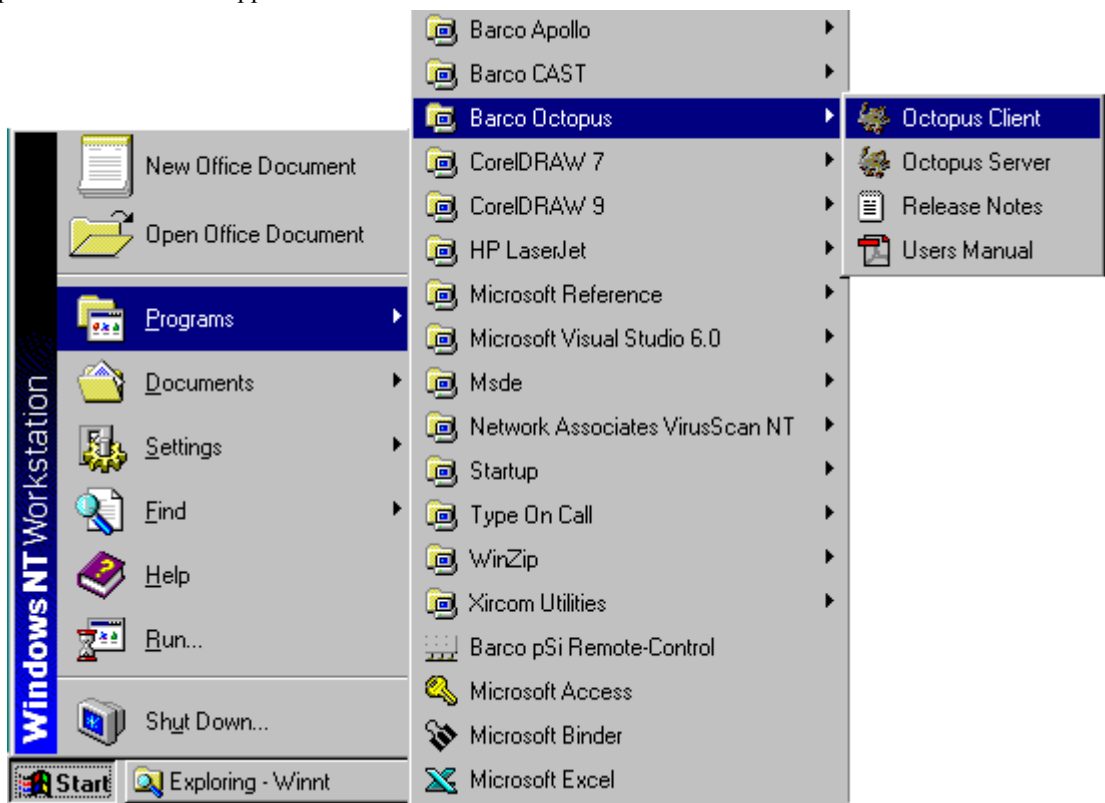 Barco Apollo
Barco CAST
Barco Octopus
CorelDRAW 7
CorelDRAW 9
HP LaserJet
Microsoft Reference
Microsoft Visual Studio 6.0
Msde
Network Associates VirusScan NT
Startup
Type On Call
WinZip
Xircom Utilities
Barco pSi Remote-Control
Microsoft Access
Microsoft Binder
Microsoft Excel
Octopus Client
Octopus Server
Release Notes
Users Manual
New Office Document
Open Office Document
Programs
Documents
Settings
Find
Help
Run...
Shut Down...
Windows NT Workstation
Start
Exploring - Winnt